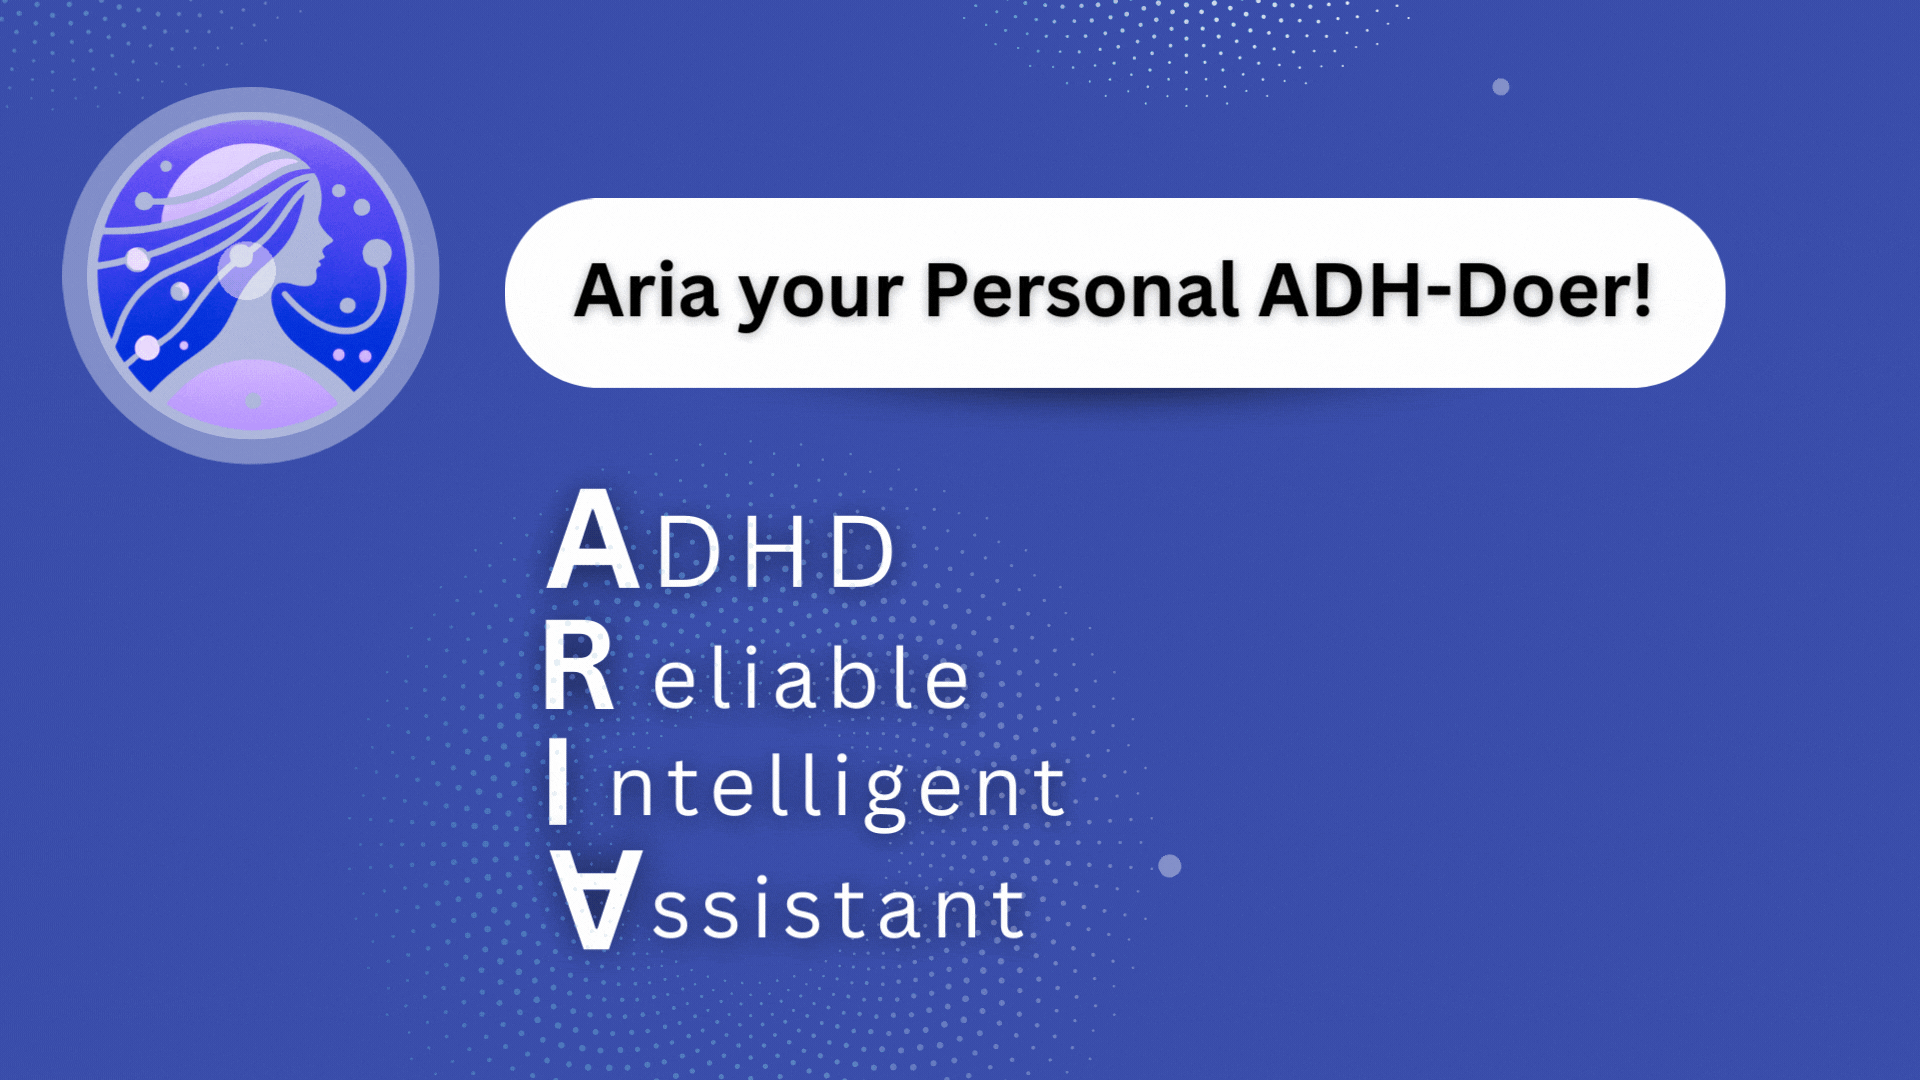 Aria your Personal ADH-Doer!
ADHD
Reliable
Intelligent
Assistant